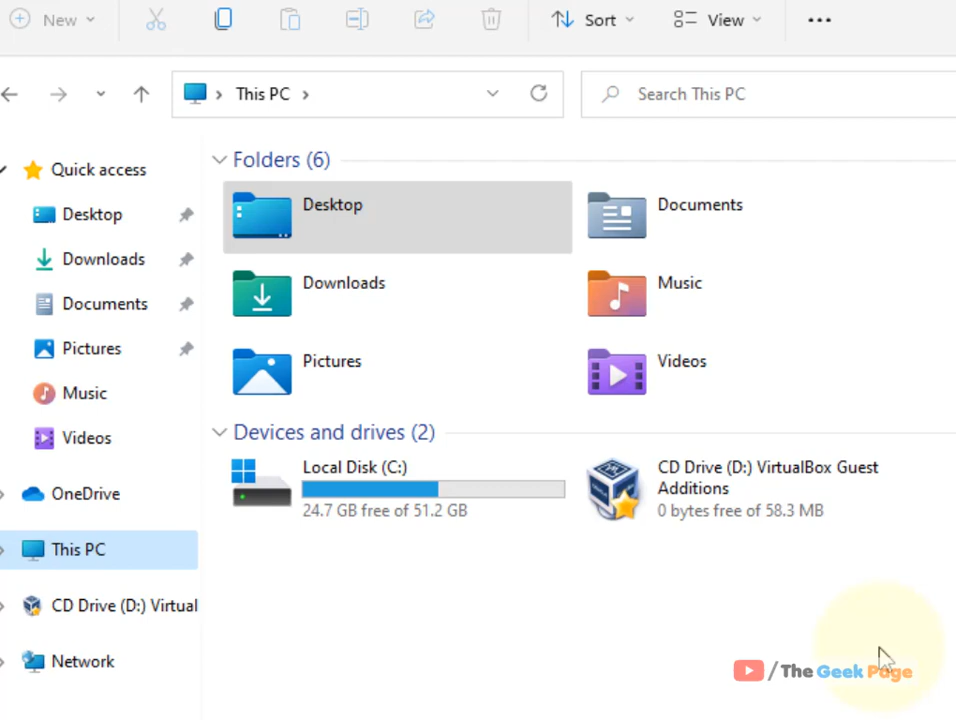 New
Sort
View
This PC
Search This PC
Quick access
Desktop
Downloads
Documents
Pictures
Music
Videos
OneDrive
This PC
CD Drive (D:) Virtual
Network
Folders (6)
Desktop
Documents
Downloads
Music
Pictures
Videos
Devices and drives (2)
Local Disk (C:)
24.7 GB free of 51.2 GB
CD Drive (D:) VirtualBox Guest
Additions
0 bytes free of 58.3 MB
/The Geek Page